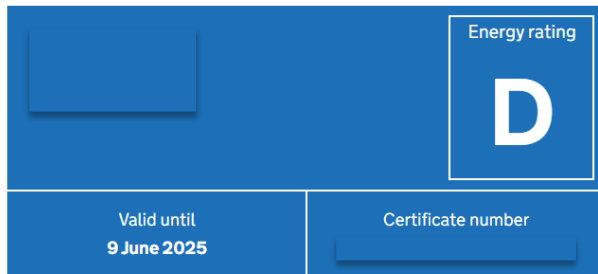 Energy rating
D
Valid until
9 June 2025
Certificate number